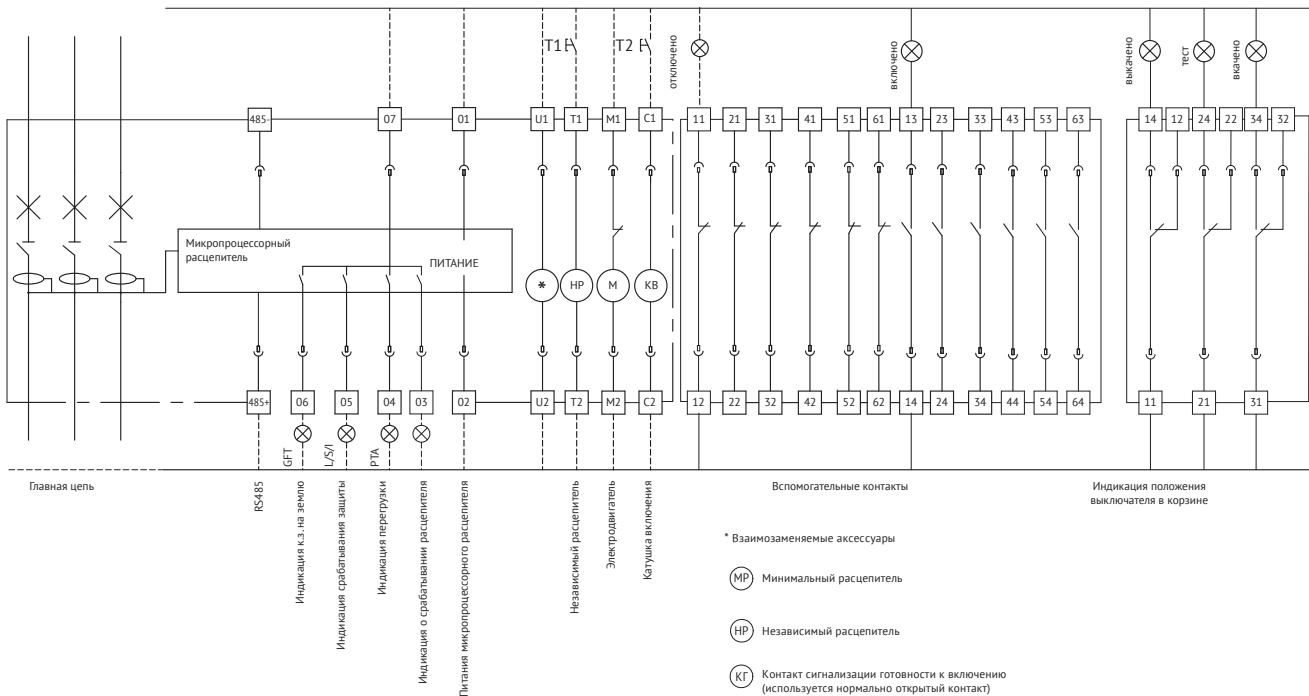 T1
T2
отключено
включено
выкачено
тест
вкачено
485-
07
01
U1
T1
M1
C1
11
21
31
41
51
61
13
23
33
43
53
63
14
12
24
22
34
32
Микропроцессорный
расцепитель
ПИТАНИЕ
*
НР
М
КВ
485+
06
05
04
03
02
U2
T2
M2
C2
12
22
32
42
52
62
14
24
34
44
54
64
11
21
31
GFT
L/S/I
PTA
Главная цепь
RS485
Индикация к.з. на землю
Индикация срабатывания защиты
Индикация перегрузки
Индикация о срабатывании расцепителя
Питания микропроцессорного расцепителя
Независимый расцепитель
Электродвигатель
Катушка включения
Вспомогательные контакты
Индикация положения
выключателя в корзине
* Взаимозаменяемые аксессуары
МР Минимальный расцепитель
НР Независимый расцепитель
КГ Контакт сигнализации готовности к включению
(используется нормально открытый контакт)